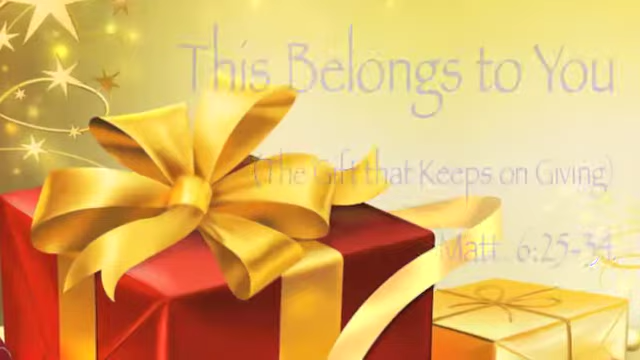 This Belongs to You
(The Gift that Keeps on Giving)
Matt. 6:25-34